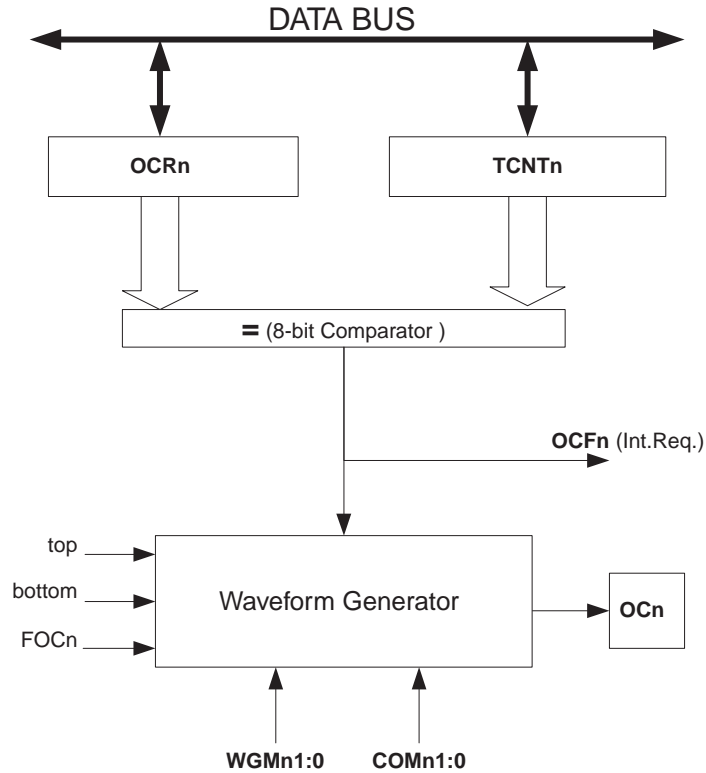 DATA BUS
OCRn
TCNTn
= (8-bit Comparator )
OCFn (Int.Req.)
top
bottom
FOCn
Waveform Generator
OCn
WGMn1:0
COMn1:0